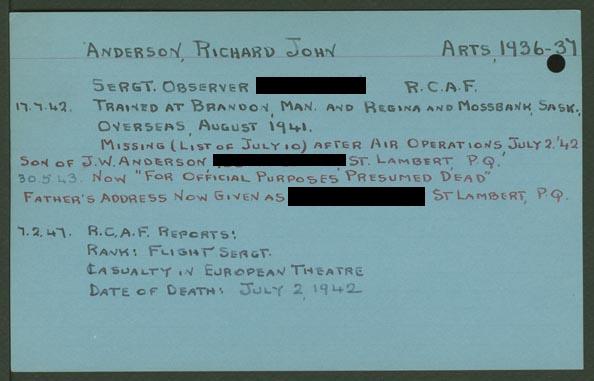 ANDERSON, RICHARD JOHN ARTS, 1936-37
SERGT. OBSERVER R.C.A.F.
17.7.42. TRAINED AT BRANDON, MAN. AND REGINA AND MOSSBANK, SASK.,
OVERSEAS, AUGUST 1941.
MISSING (LIST OF JULY 10) AFTER AIR OPERATIONS, JULY 2, '42
SON OF J.W. ANDERSON, ST. LAMBERT, P.Q.
30.5.43. NOW "FOR OFFICIAL PURPOSES PRESUMED DEAD"
FATHER'S ADDRESS NOW GIVEN AS ST LAMBERT, P.Q.
7.2.47. R.C.A.F. REPORTS:
RANK: FLIGHT SERGT.
CASUALTY IN EUROPEAN THEATRE
DATE OF DEATH: JULY 2, 1942